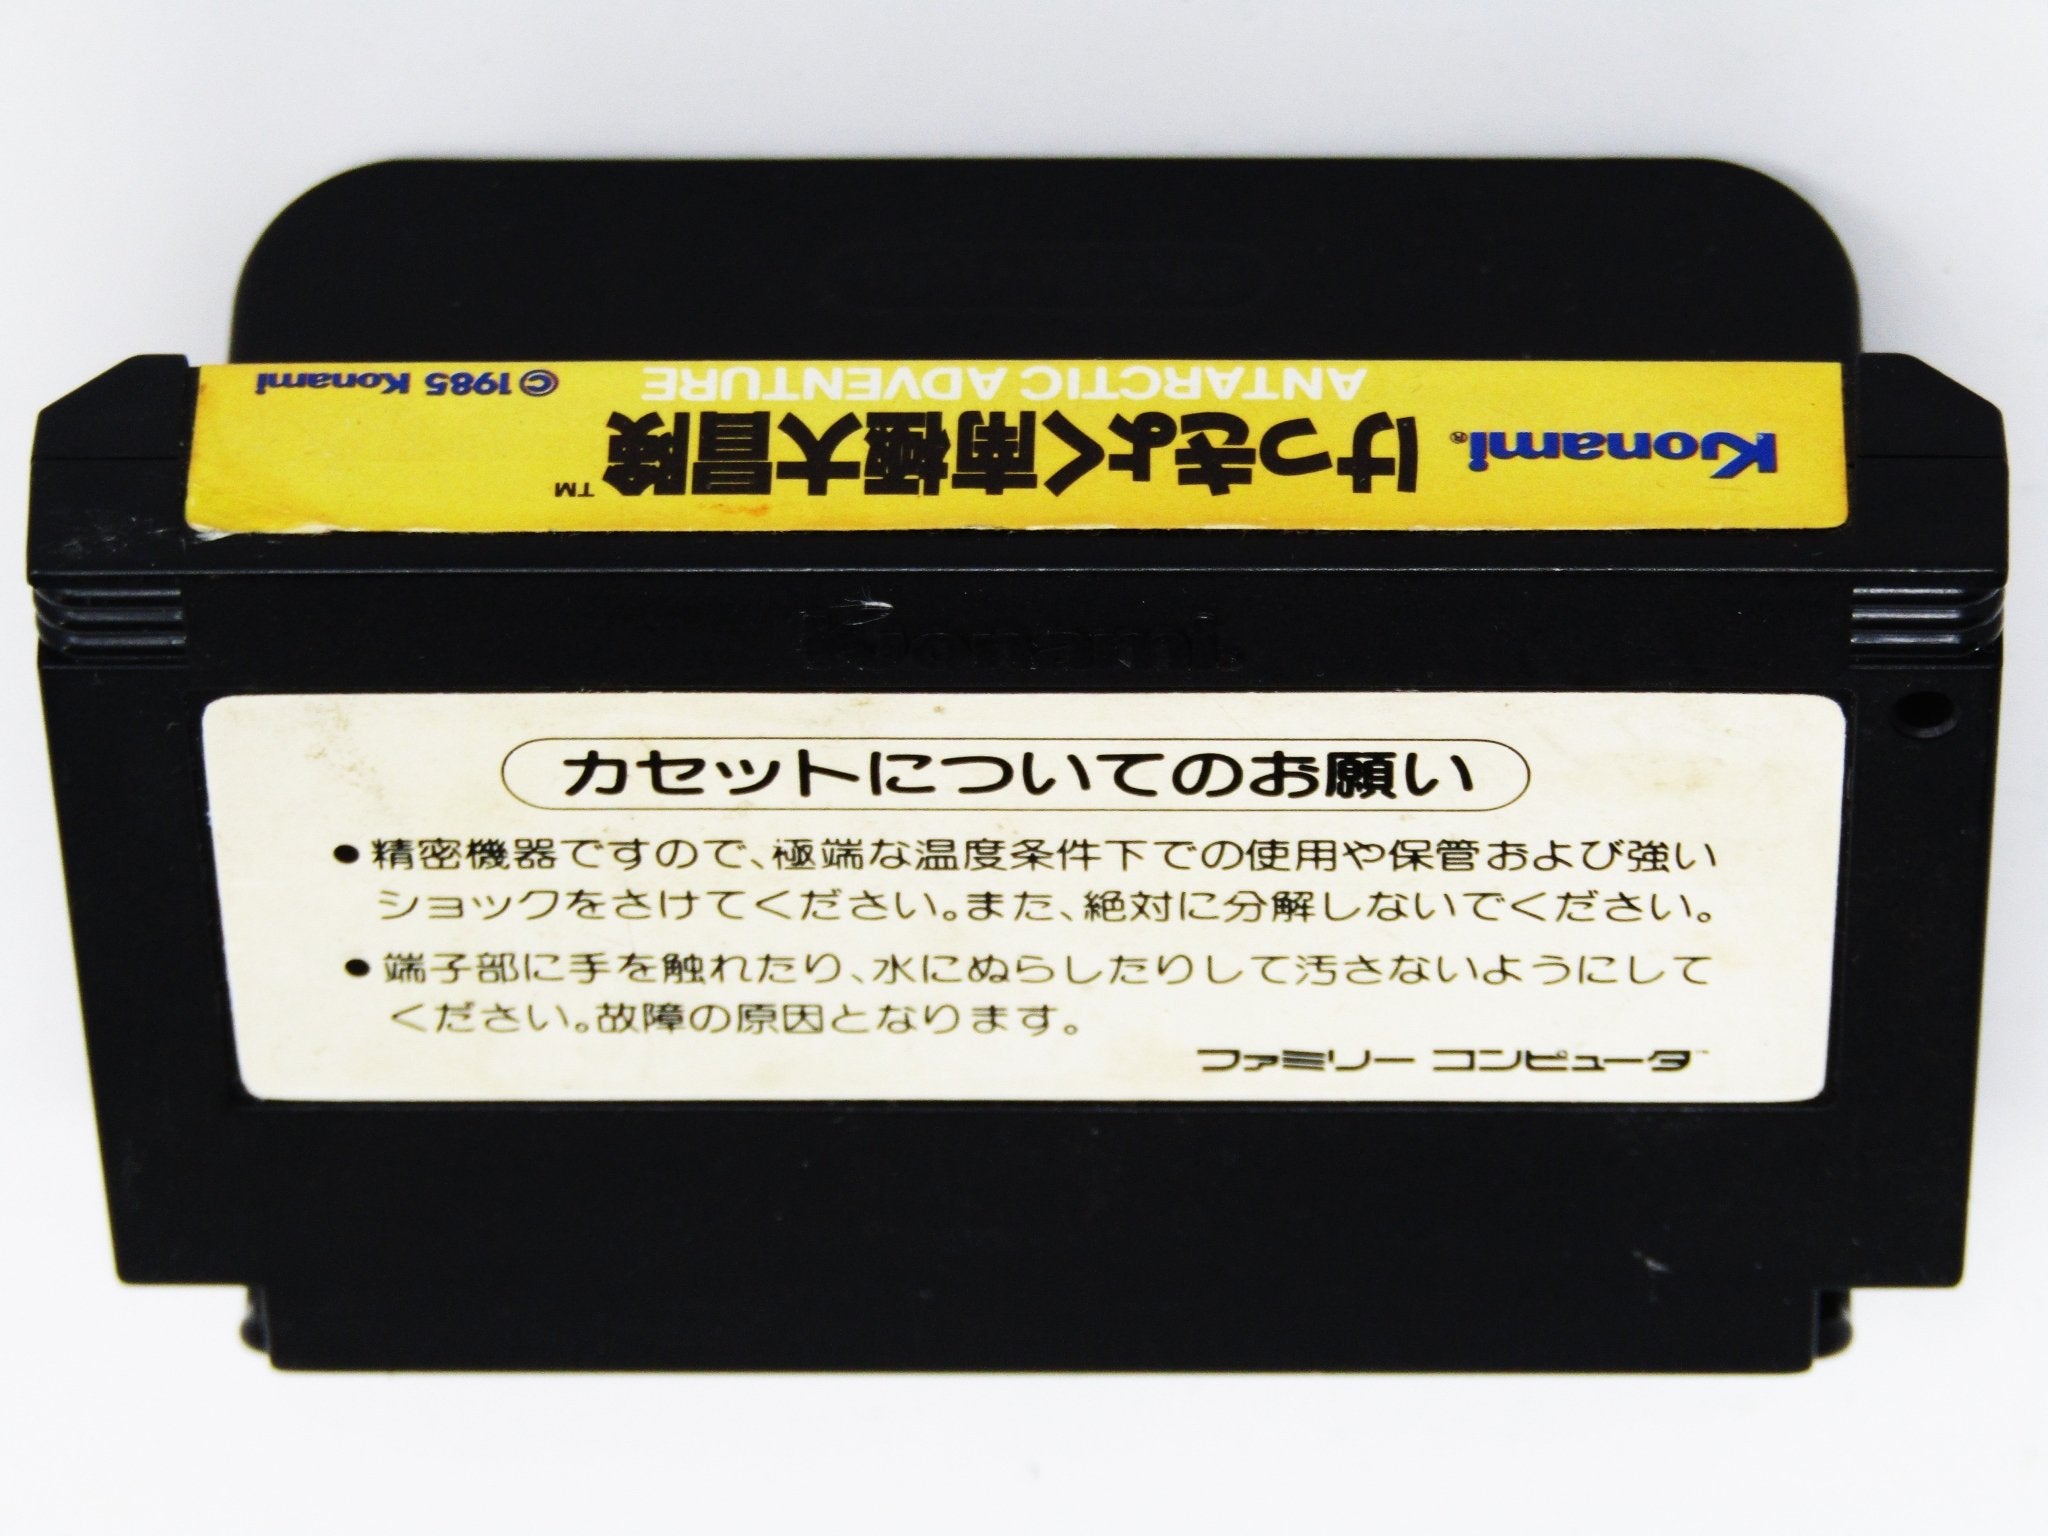 Konami® けっきょく南極大冒険™
ANTARCTIC ADVENTURE
© 1985 Konami
Konami
カセットについてのお願い
●精密機器ですので、極端な温度条件下での使用や保管および強い
ショックをさけてください。また、絶対に分解しないでください。
●端子部に手を触れたり、水にぬらしたりして汚さないようにして
ください。故障の原因となります。
ファミリー コンピュータ™